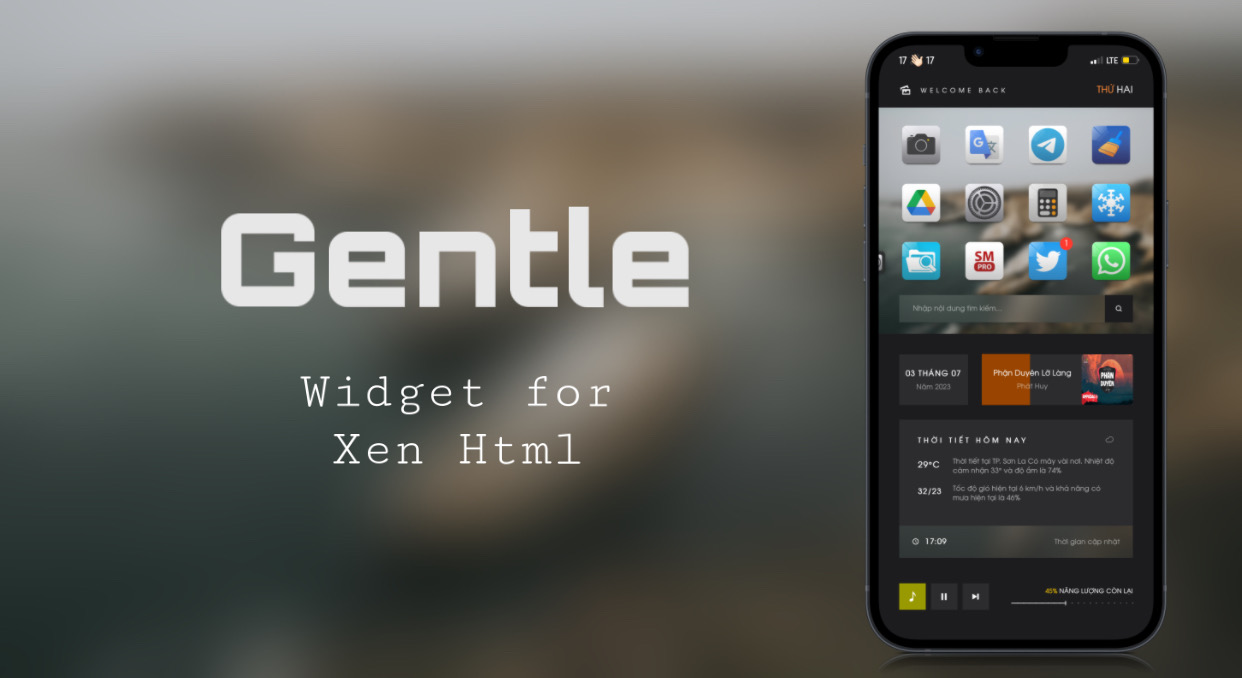 Gentle
Widget for
Xen Html
17 👋🏻 17
LTE
WELCOME BACK
THỨ HAI
G
1
SM
PRO
Nhập nội dung tìm kiếm...
03 THÁNG 07
Năm 2023
Phận Duyên Lỡ Làng
Phát Huy
PHẬN
DUYÊN
THỜI TIẾT HÔM NAY
29°C
Thời tiết tại TP. Sơn La Có mây vài nơi. Nhiệt độ
cảm nhận 33° và độ ẩm là 74%
32/23
Tốc độ gió hiện tại 6 km/h và khả năng có
mưa hiện tại là 46%
17:09
Thời gian cập nhật
45% NĂNG LƯỢNG CÒN LẠI